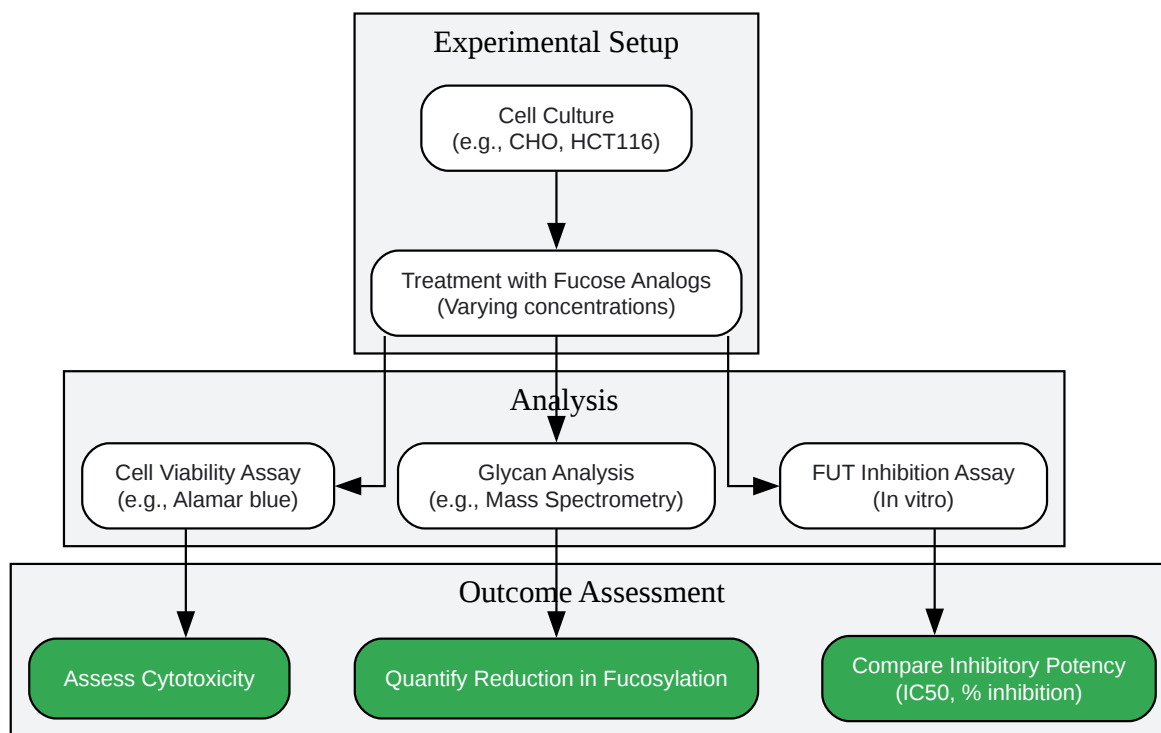 Experimental Setup
Cell Culture
(e.g., CHO, HCT116)
Treatment with Fucose Analogs
(Varying concentrations)
Analysis
Cell Viability Assay
(e.g., Alamar blue)
Glycan Analysis
(e.g., Mass Spectrometry)
FUT Inhibition Assay
(In vitro)
Outcome Assessment
Assess Cytotoxicity
Quantify Reduction in Fucosylation
Compare Inhibitory Potency
(IC50, % inhibition)